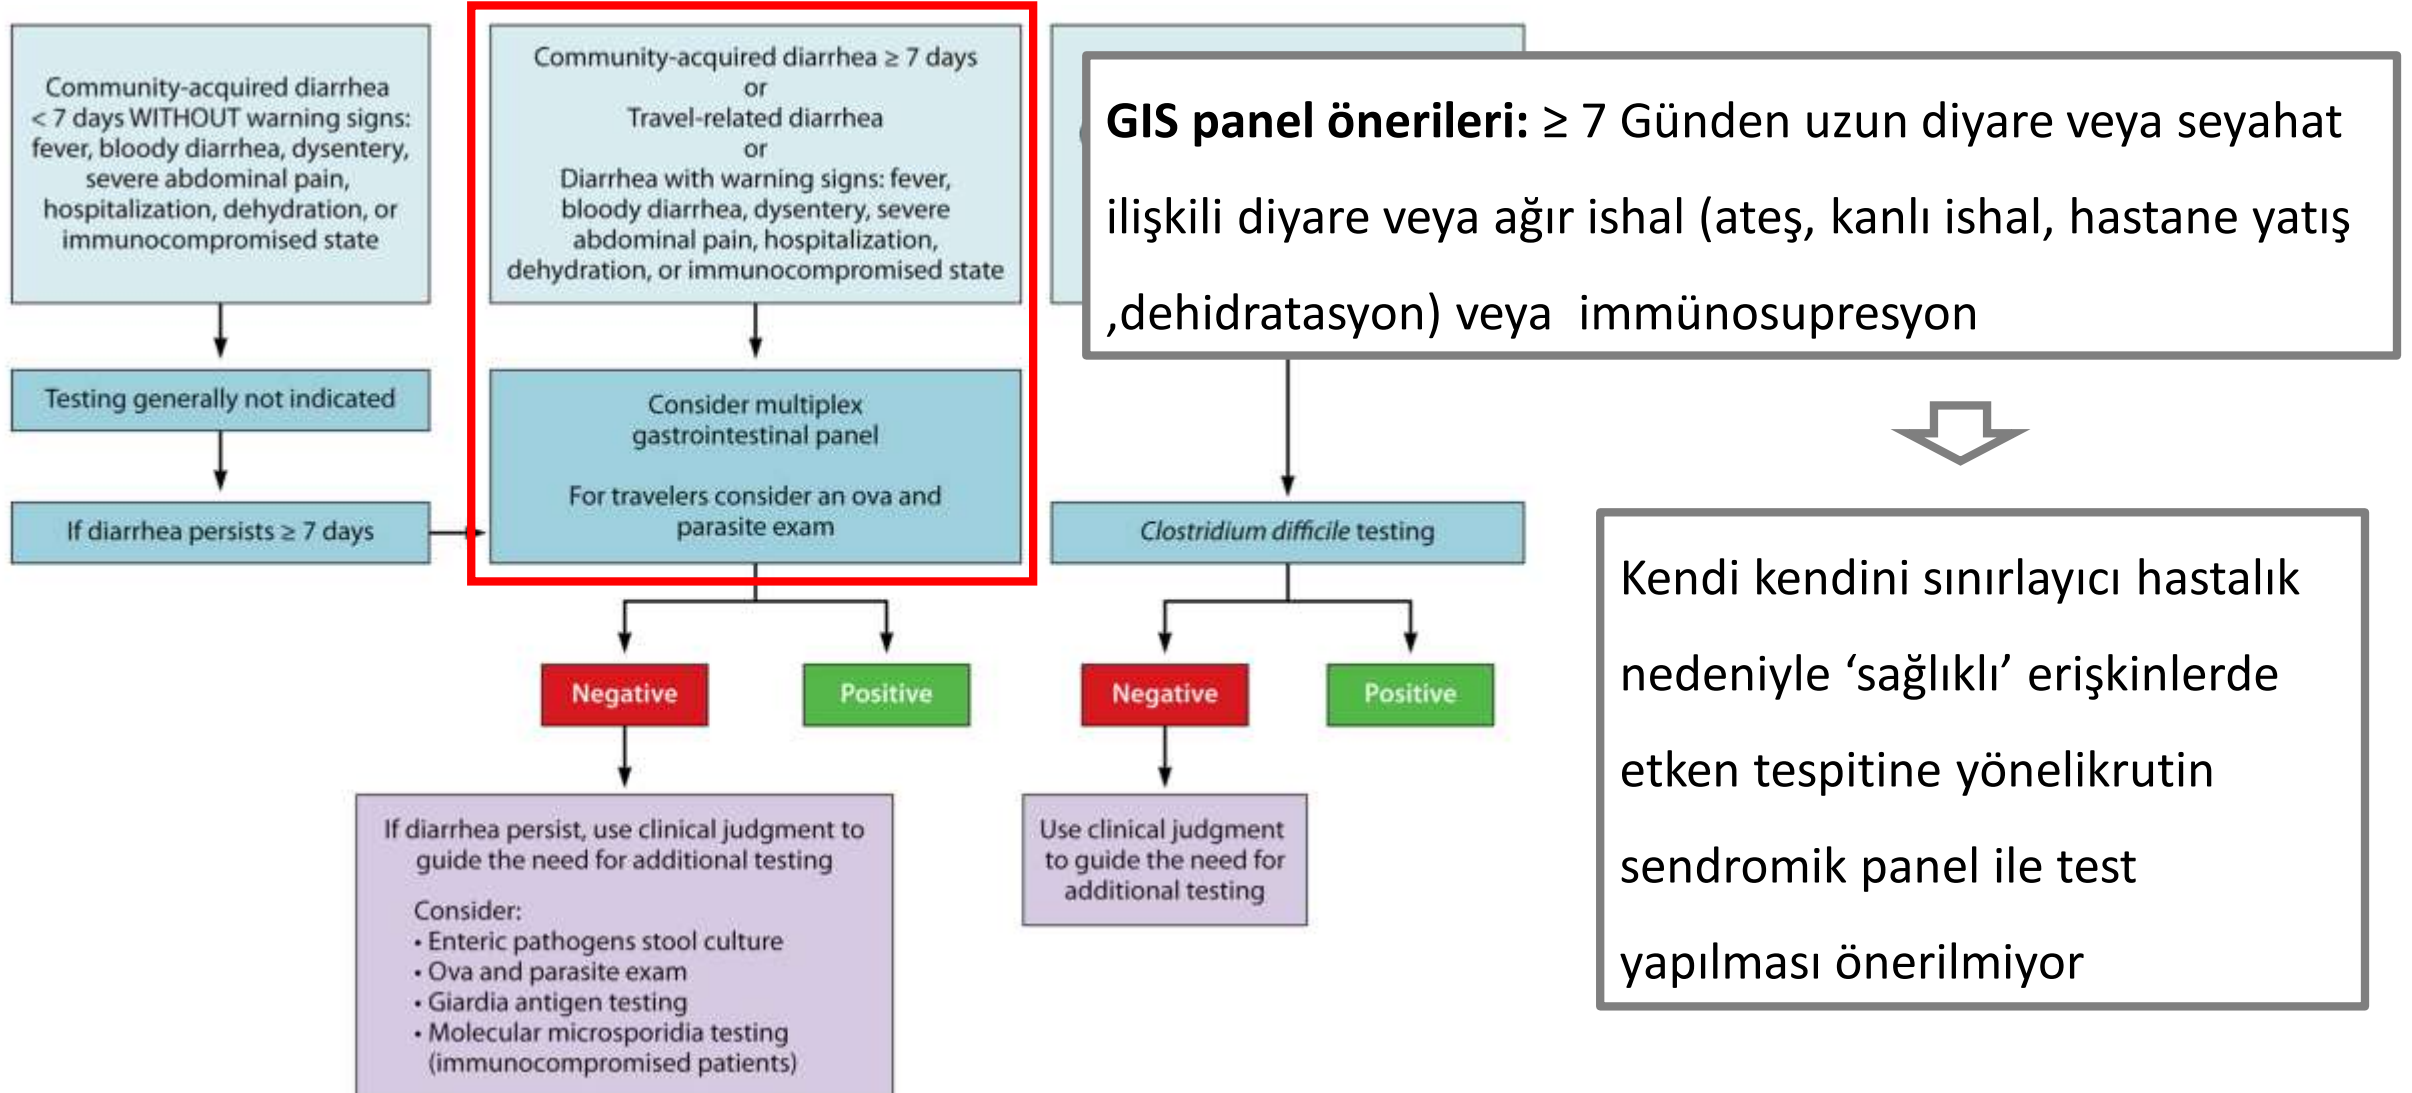 Community-acquired diarrhea
< 7 days WITHOUT warning signs:
fever, bloody diarrhea, dysentery,
severe abdominal pain,
hospitalization, dehydration, or
immunocompromised state
Testing generally not indicated
If diarrhea persists ≥ 7 days
Community-acquired diarrhea ≥ 7 days
or
Travel-related diarrhea
or
Diarrhea with warning signs: fever,
bloody diarrhea, dysentery, severe
abdominal pain, hospitalization,
dehydration, or immunocompromised state
Consider multiplex
gastrointestinal panel
For travelers consider an ova and
parasite exam
Negative
Positive
If diarrhea persist, use clinical judgment to
guide the need for additional testing
Consider:
• Enteric pathogens stool culture
• Ova and parasite exam
• Giardia antigen testing
• Molecular microsporidia testing
(immunocompromised patients)
Clostridium difficile testing
Negative
Positive
Use clinical judgment
to guide the need for
additional testing
GIS panel önerileri: ≥ 7 Günden uzun diyare veya seyahat
ilişkili diyare veya ağır ishal (ateş, kanlı ishal, hastane yatış
,dehidratasyon) veya  immünosupresyon
Kendi kendini sınırlayıcı hastalık
nedeniyle ‘sağlıklı’ erişkinlerde
etken tespitine yönelikrutin
sendromik panel ile test
yapılması önerilmiyor